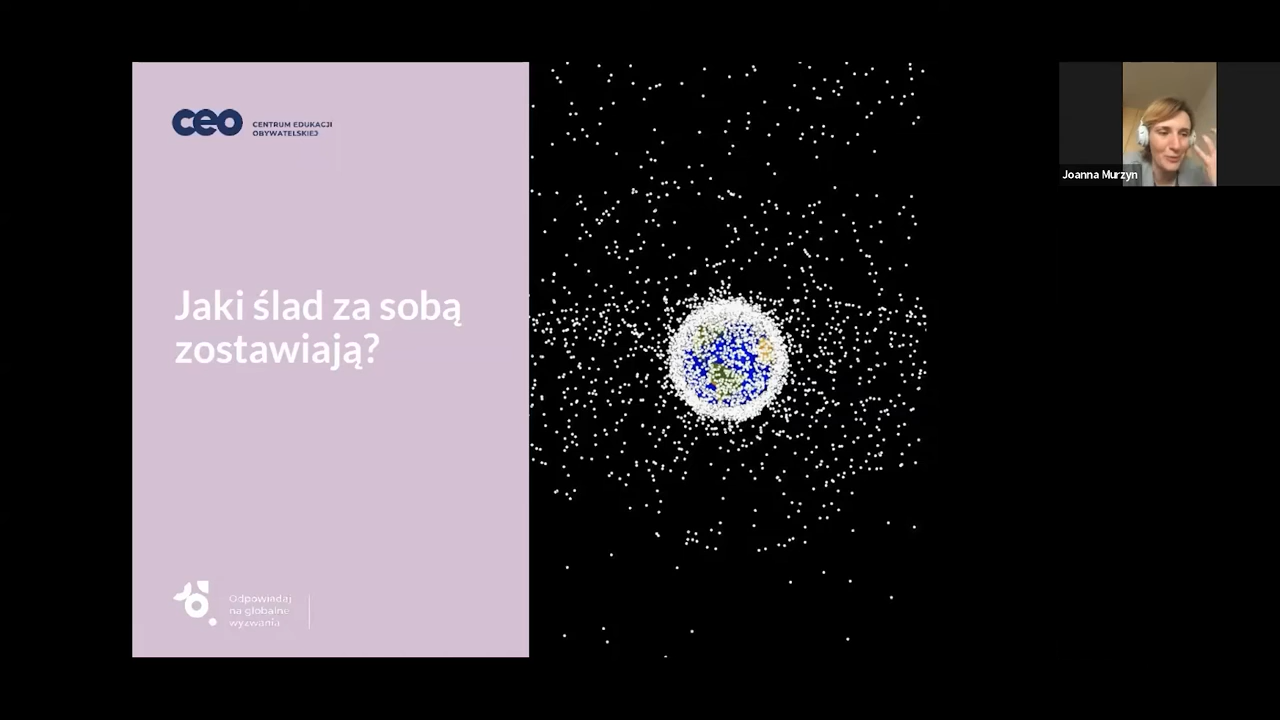 ceo
CENTRUM EDUKACJI
OBYWATELSKIEJ
Jaki ślad za sobą
zostawiają?
Odpowiadaj
na globalne
wyzwania
Joanna Murzyn